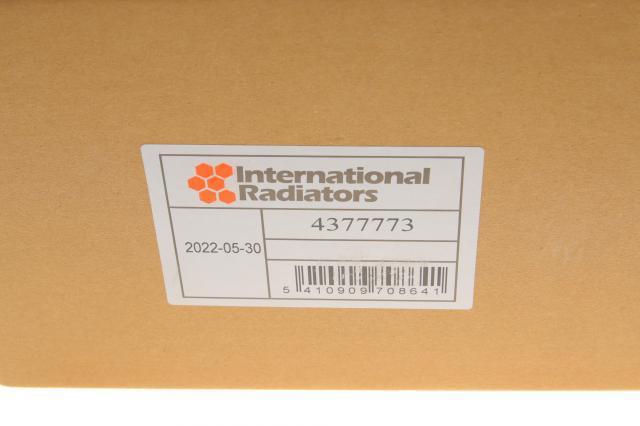 International
Radiators
4377773
2022-05-30
5 410909 708641